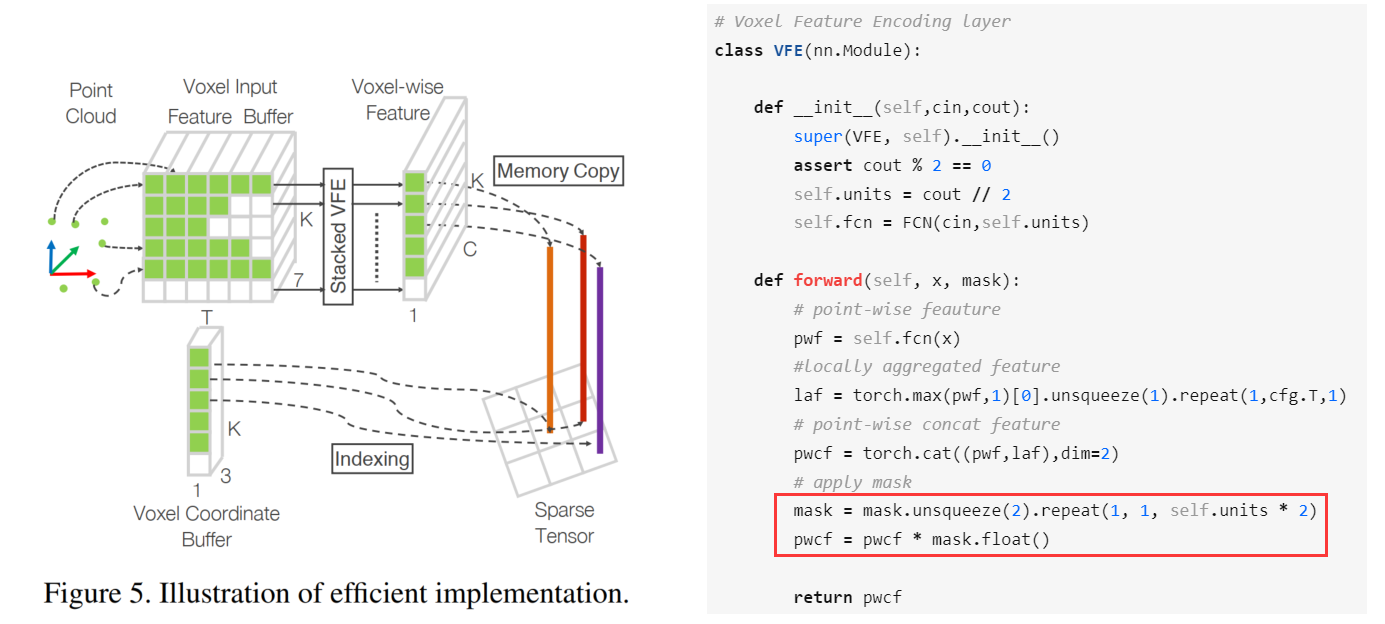 Point
Cloud
Voxel Input
Feature Buffer
Voxel-wise
Feature
Memory Copy
K
K
Stacked VFE
C
7
T
1
K
3
1
Indexing
Voxel Coordinate
Buffer
Sparse
Tensor
Figure 5. Illustration of efficient implementation.
# Voxel Feature Encoding layer
class VFE(nn.Module):
def __init__(self,cin,cout):
super(VFE, self).__init__()
assert cout % 2 == 0
self.units = cout // 2
self.fcn = FCN(cin,self.units)
def forward(self, x, mask):
# point-wise feauture
pwf = self.fcn(x)
#locally aggregated feature
laf = torch.max(pwf,1)[0].unsqueeze(1).repeat(1,cfg.T,1)
# point-wise concat feature
pwcf = torch.cat((pwf,laf),dim=2)
# apply mask
mask = mask.unsqueeze(2).repeat(1, 1, self.units * 2)
pwcf = pwcf * mask.float()
return pwcf